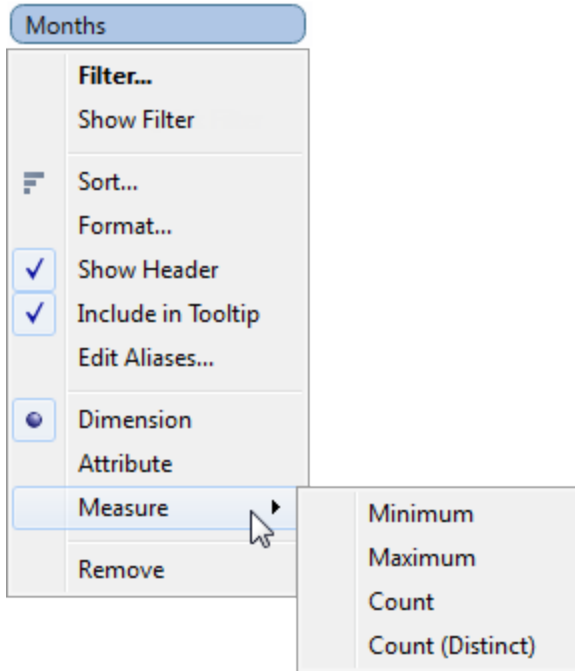 Months
Filter...
Show Filter
Sort...
Format...
Show Header
Include in Tooltip
Edit Aliases...
Dimension
Attribute
Measure
Remove
Minimum
Maximum
Count
Count (Distinct)